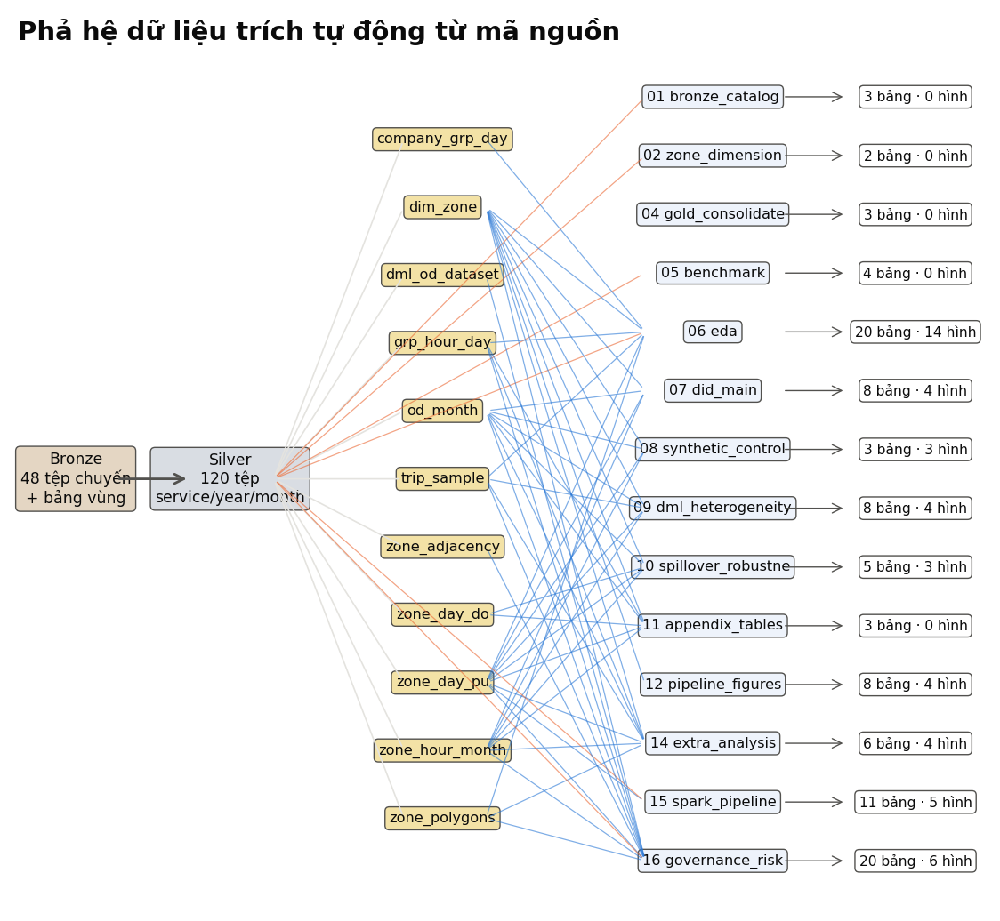 Phả hệ dữ liệu trích tự động từ mã nguồn
Bronze
48 tệp chuyến
+ bảng vùng
Silver
120 tệp
service/year/month
company_grp_day
dim_zone
dml_od_dataset
grp_hour_day
od_month
trip_sample
zone_adjacency
zone_day_do
zone_day_pu
zone_hour_month
zone_polygons
01 bronze_catalog
3 bảng · 0 hình
02 zone_dimension
2 bảng · 0 hình
04 gold_consolidate
3 bảng · 0 hình
05 benchmark
4 bảng · 0 hình
06 eda
20 bảng · 14 hình
07 did_main
8 bảng · 4 hình
08 synthetic_control
3 bảng · 3 hình
09 dml_heterogeneity
8 bảng · 4 hình
10 spillover_robustne
5 bảng · 3 hình
11 appendix_tables
3 bảng · 0 hình
12 pipeline_figures
8 bảng · 4 hình
14 extra_analysis
6 bảng · 4 hình
15 spark_pipeline
11 bảng · 5 hình
16 governance_risk
20 bảng · 6 hình